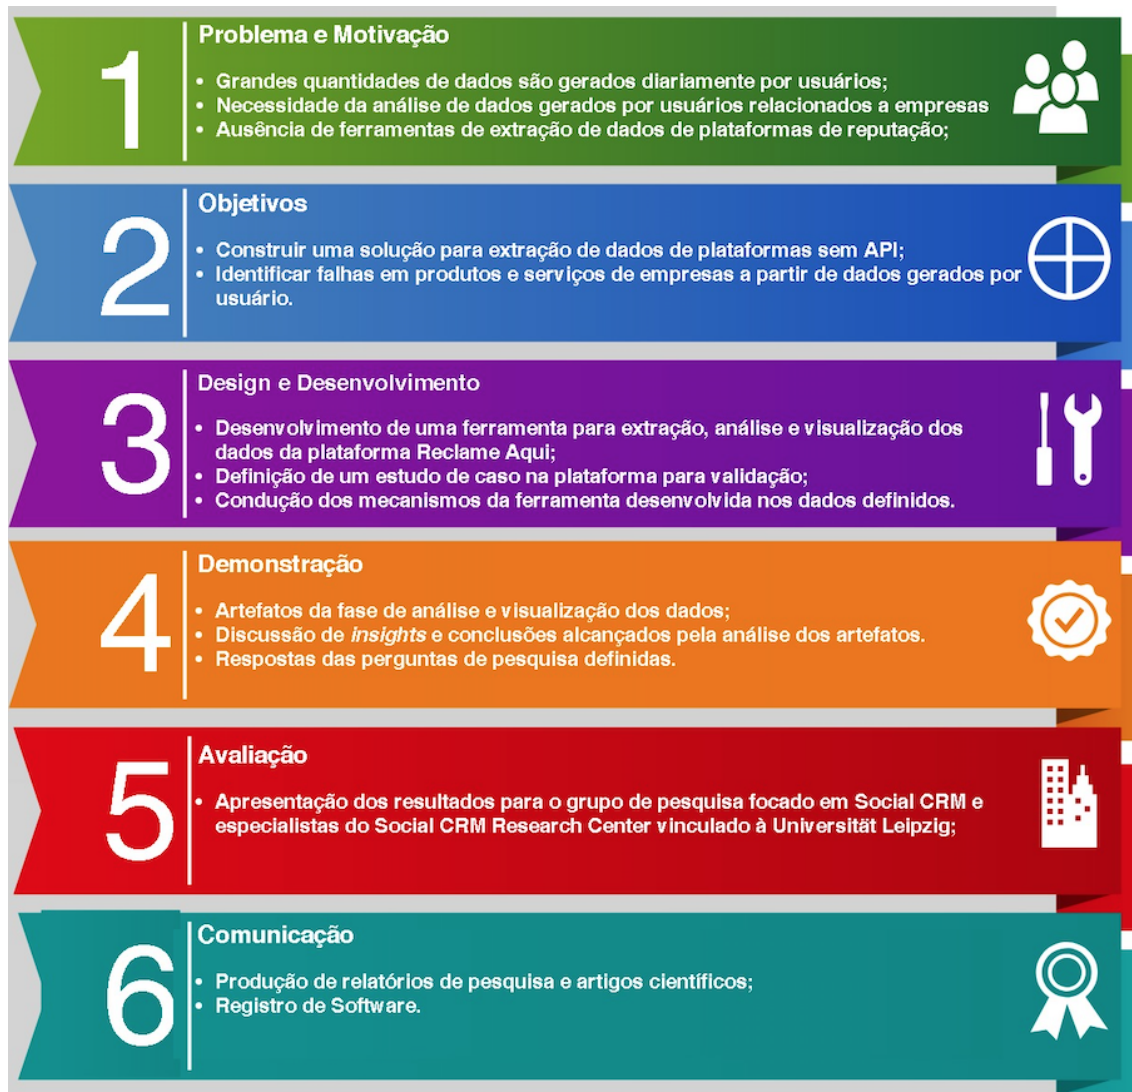 1
Problema e Motivação
• Grandes quantidades de dados são gerados diariamente por usuários;
• Necessidade da análise de dados gerados por usuários relacionados a empresas
• Ausência de ferramentas de extração de dados de plataformas de reputação;
2
Objetivos
• Construir uma solução para extração de dados de plataformas sem API;
• Identificar falhas em produtos e serviços de empresas a partir de dados gerados por
usuário.
3
Design e Desenvolvimento
• Desenvolvimento de uma ferramenta para extração, análise e visualização dos
dados da plataforma Reclame Aqui;
• Definição de um estudo de caso na plataforma para validação;
• Condução dos mecanismos da ferramenta desenvolvida nos dados definidos.
4
Demonstração
• Artefatos da fase de análise e visualização dos dados;
• Discussão de insights e conclusões alcançados pela análise dos artefatos.
• Respostas das perguntas de pesquisa definidas.
5
Avaliação
• Apresentação dos resultados para o grupo de pesquisa focado em Social CRM e
especialistas do Social CRM Research Center vinculado à Universität Leipzig;
6
Comunicação
• Produção de relatórios de pesquisa e artigos científicos;
• Registro de Software.